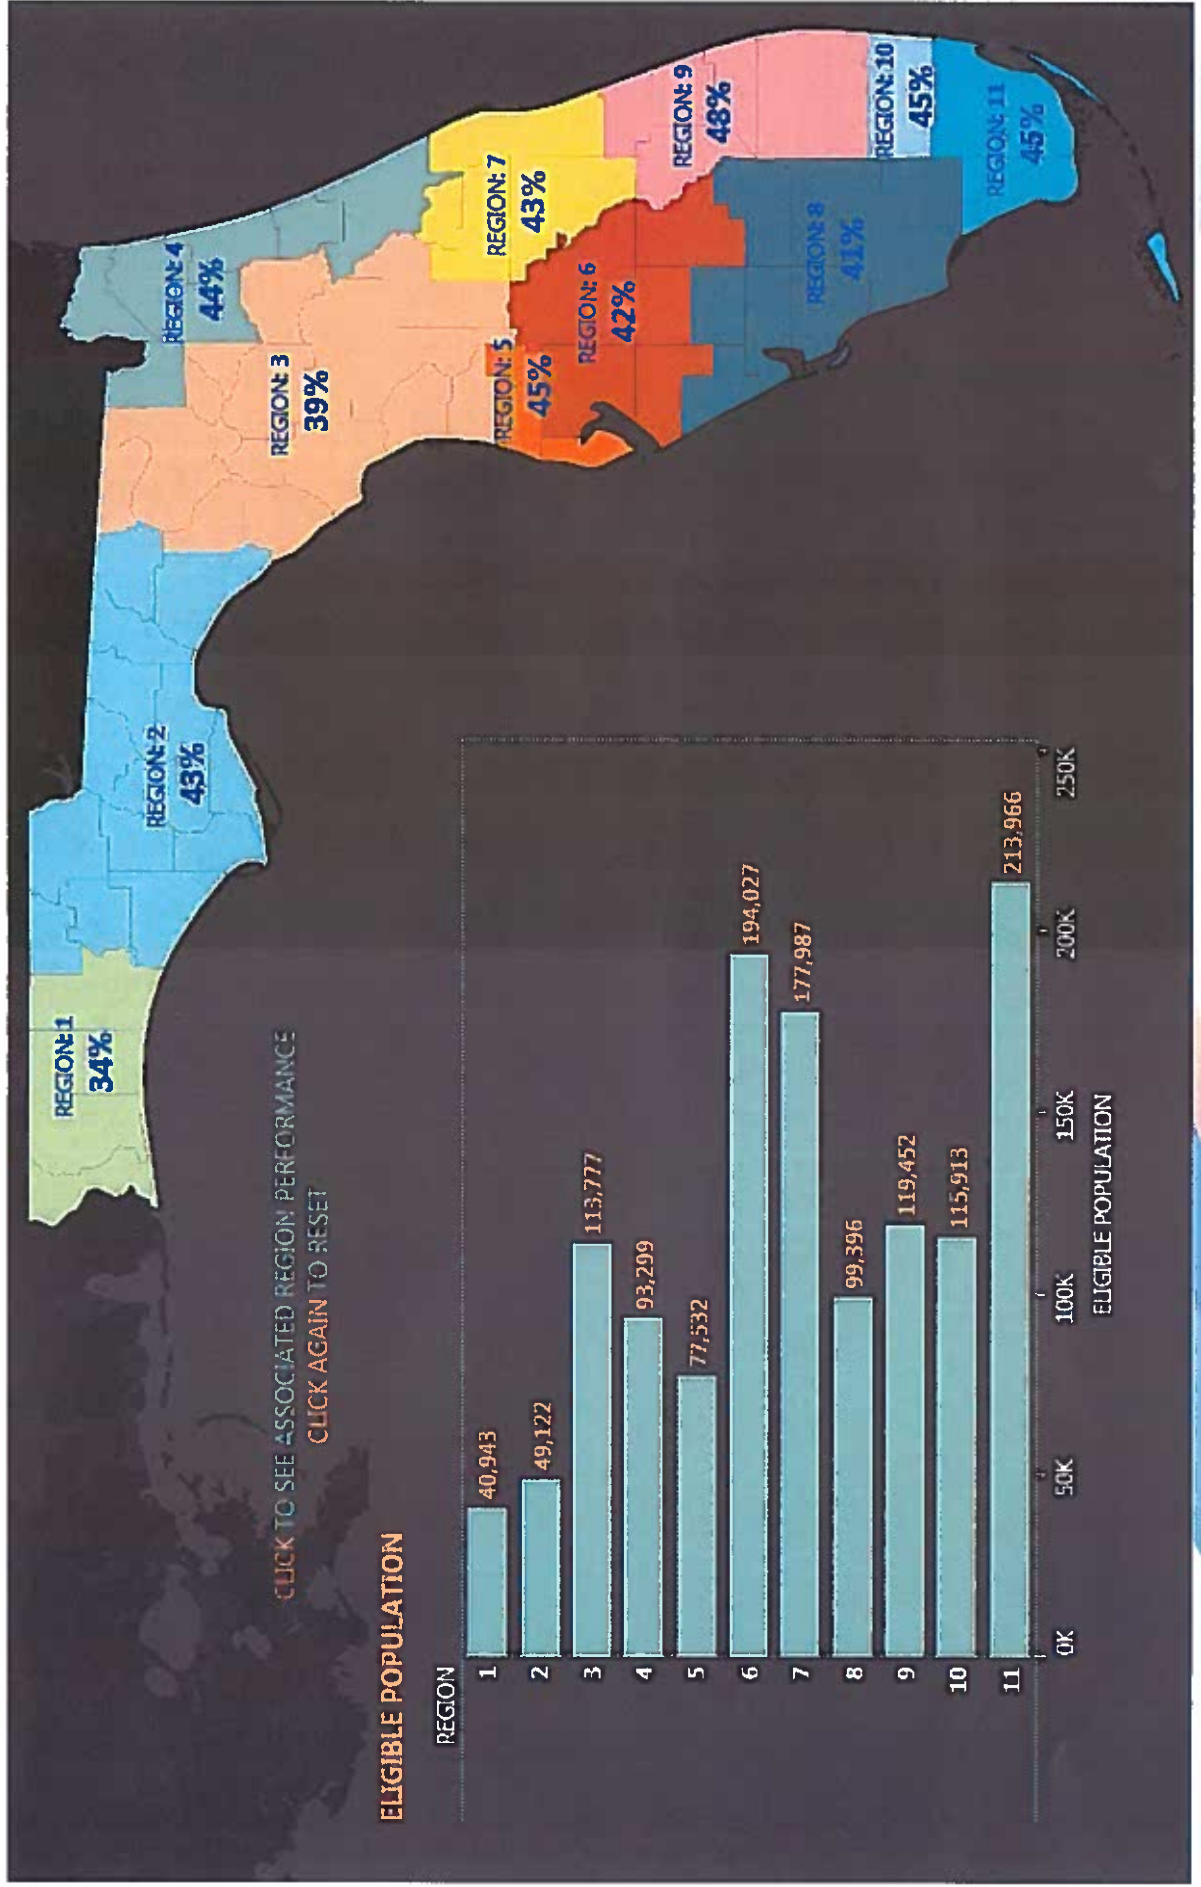 REGION: 1
34%
REGION: 2
43%
REGION: 3
39%
REGION: 4
44%
REGION: 5
45%
REGION: 6
42%
REGION: 7
43%
REGION: 8
41%
REGION: 9
48%
REGION: 10
45%
REGION: 11
45%
CLICK TO SEE ASSOCIATED REGION PERFORMANCE
CLICK AGAIN TO RESET
ELIGIBLE POPULATION
REGION
1 40,943
2 49,122
3 113,777
4 93,299
5 77,532
6 194,027
7 177,987
8 99,396
9 119,452
10 115,913
11 213,966
0K 50K 100K 150K 200K 250K
ELIGIBLE POPULATION